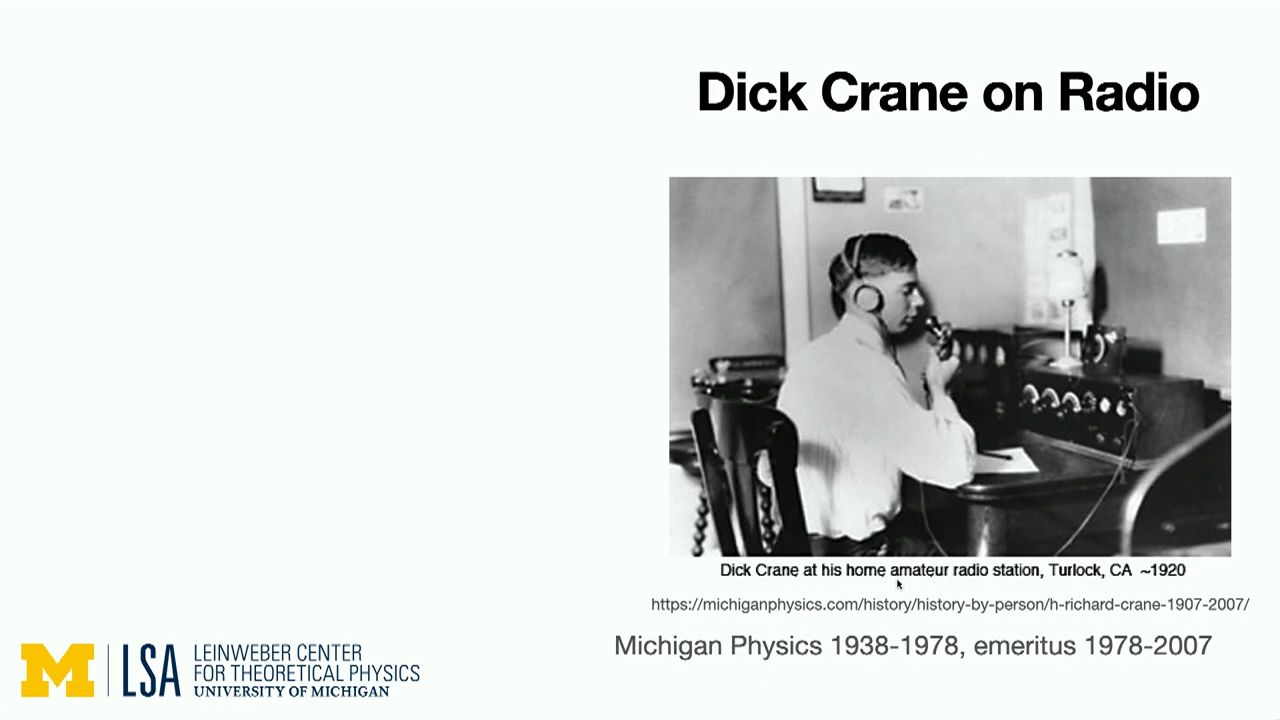 Dick Crane on Radio
Dick Crane at his home amateur radio station, Turlock, CA ~1920
https://michiganphysics.com/history/history-by-person/h-richard-crane-1907-2007/
Michigan Physics 1938-1978, emeritus 1978-2007
M LSA LEINWEBER CENTER
FOR THEORETICAL PHYSICS
UNIVERSITY OF MICHIGAN